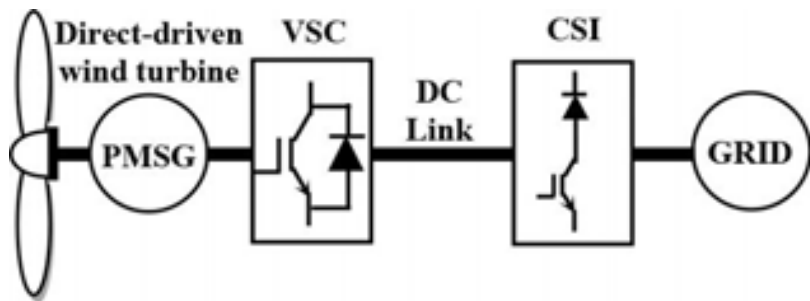 Direct-driven
wind turbine
PMSG
VSC
DC
Link
CSI
GRID